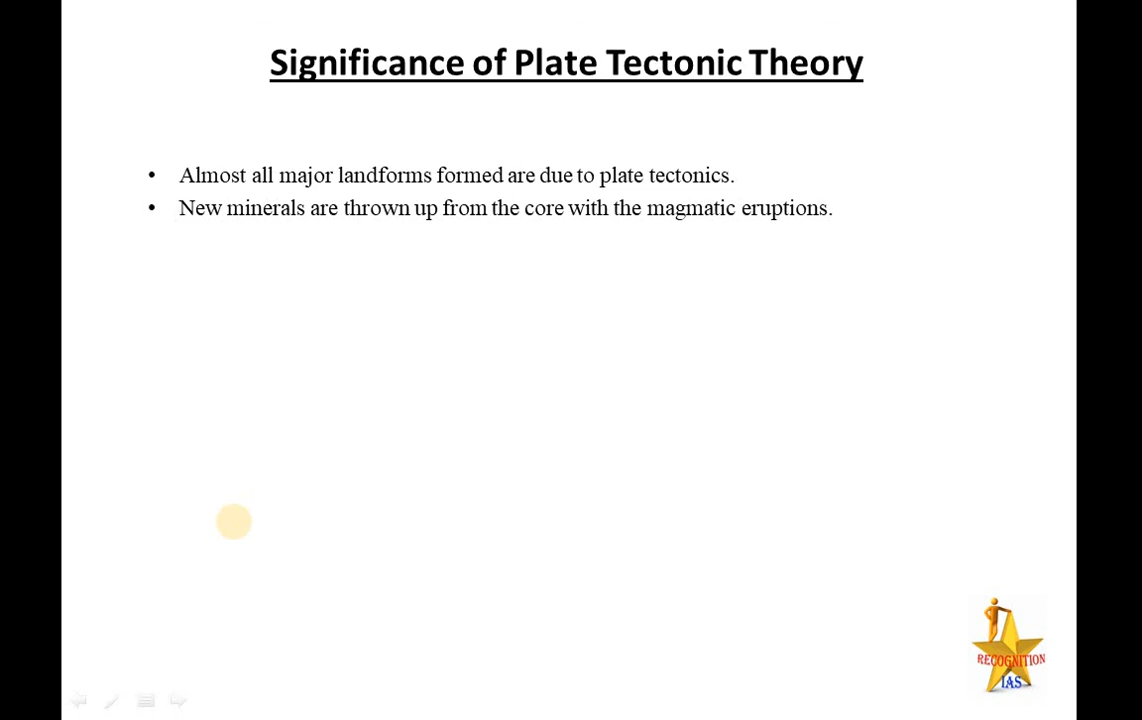 Significance of Plate Tectonic Theory
• Almost all major landforms formed are due to plate tectonics.
• New minerals are thrown up from the core with the magmatic eruptions.
RECOGNITION
IAS